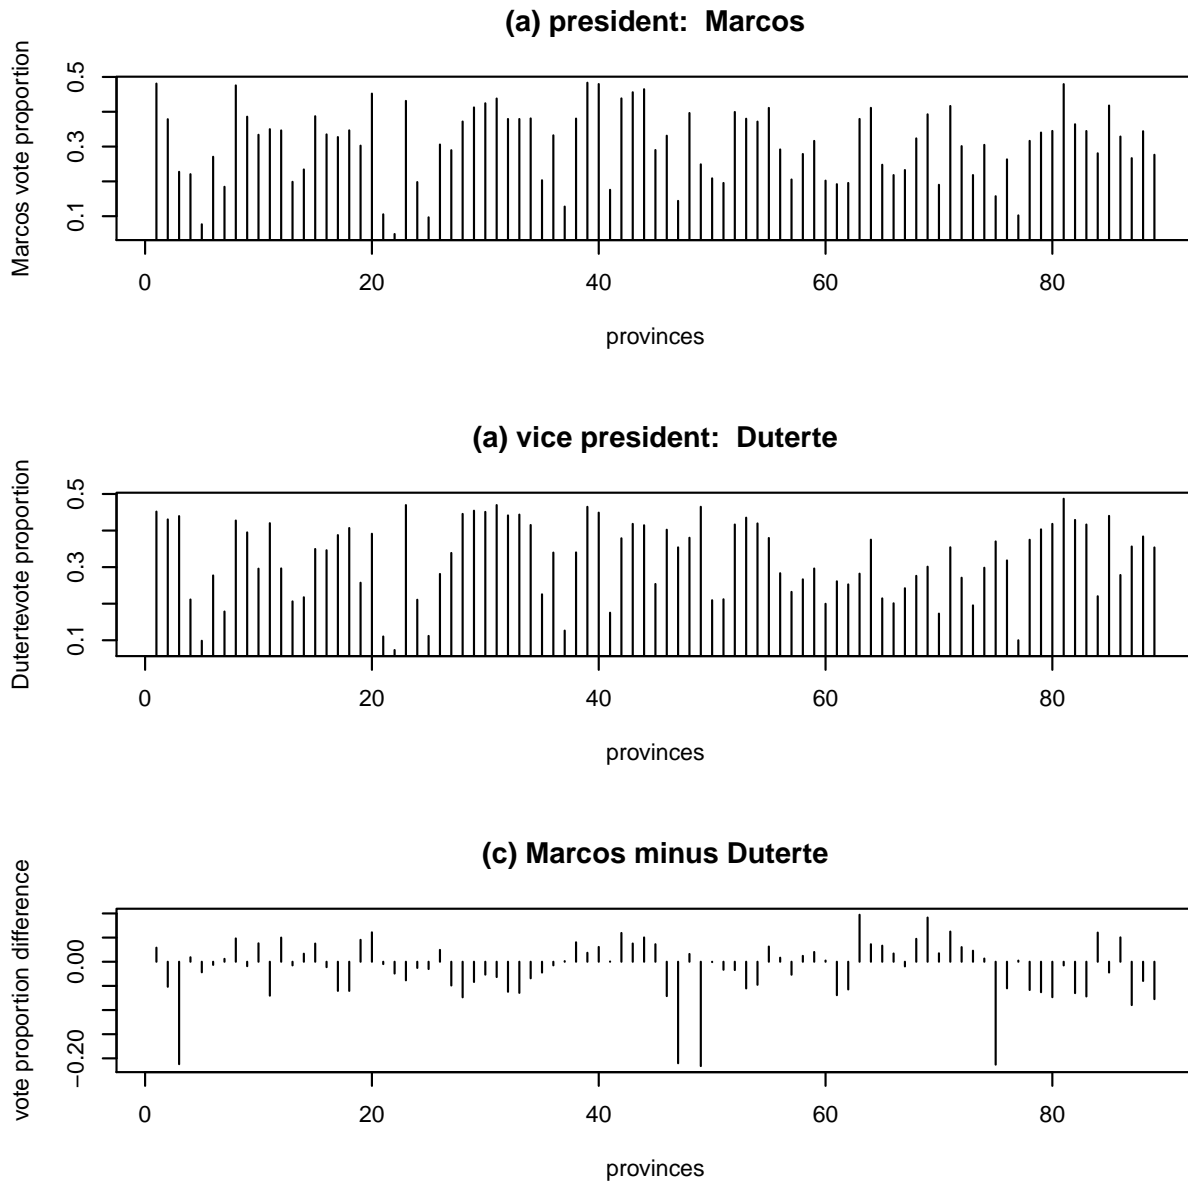 (a) president:  Marcos
Marcos vote proportion
0.5
0.3
0.1
0 20 40 60 80
provinces
(a) vice president:  Duterte
Dutertevote proportion
0.5
0.3
0.1
0 20 40 60 80
provinces
(c) Marcos minus Duterte
vote proportion difference
0.00
−0.20
0 20 40 60 80
provinces